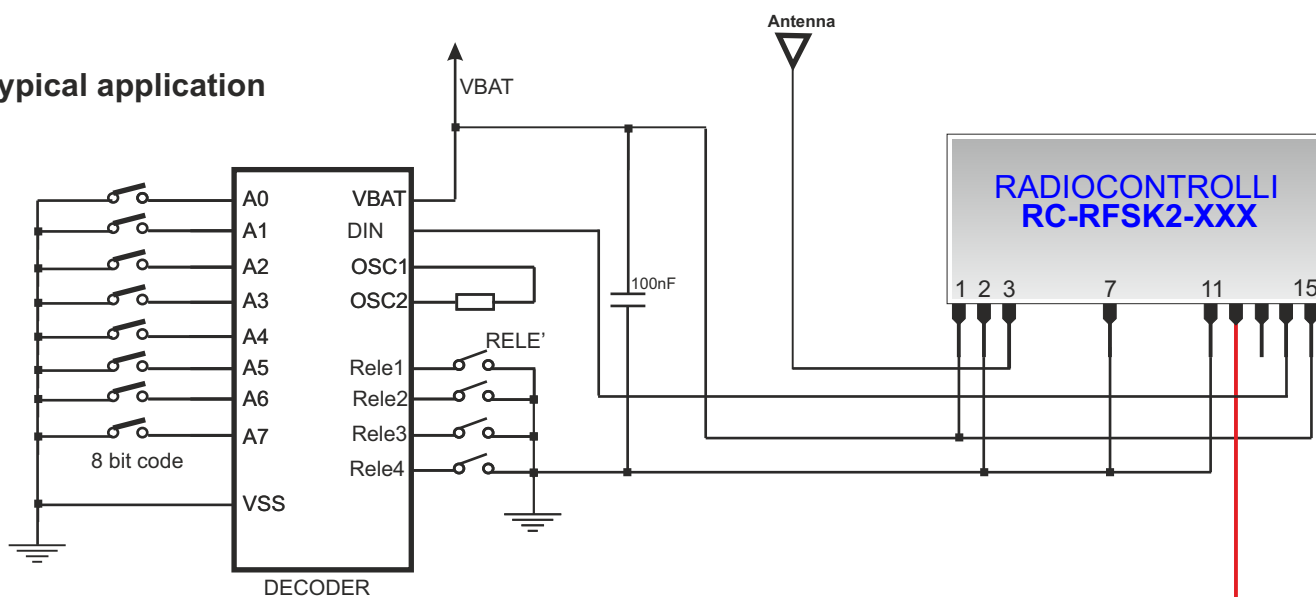 Antenna
ypical application
VBAT
RADIOCONTROLLI
RC-RFSK2-XXX
1 2 3 7 11 15
100nF
A0
A1
A2
A3
A4
A5
A6
A7
VSS
VBAT
DIN
OSC1
OSC2
Rele1
Rele2
Rele3
Rele4
RELE'
8 bit code
DECODER